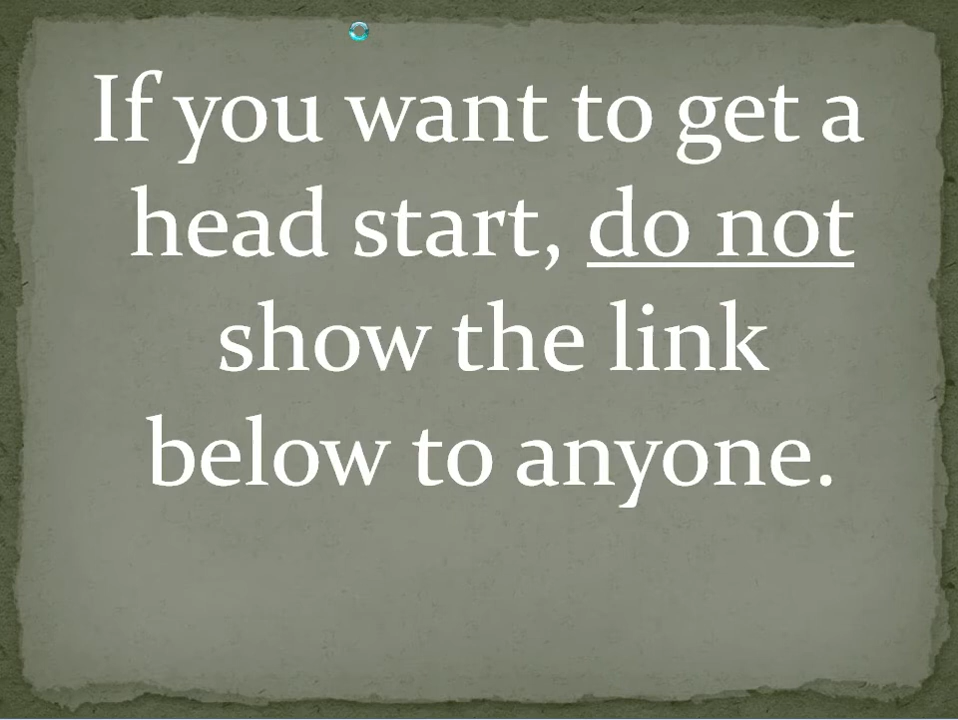 If you want to get a
head start, do not
show the link
below to anyone.